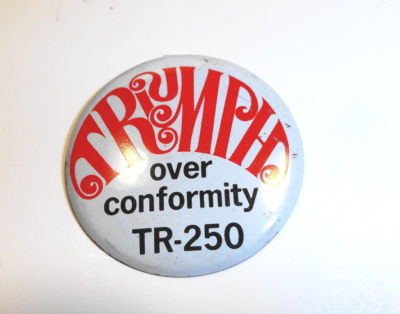 TRIUMPH
over
conformity
TR-250